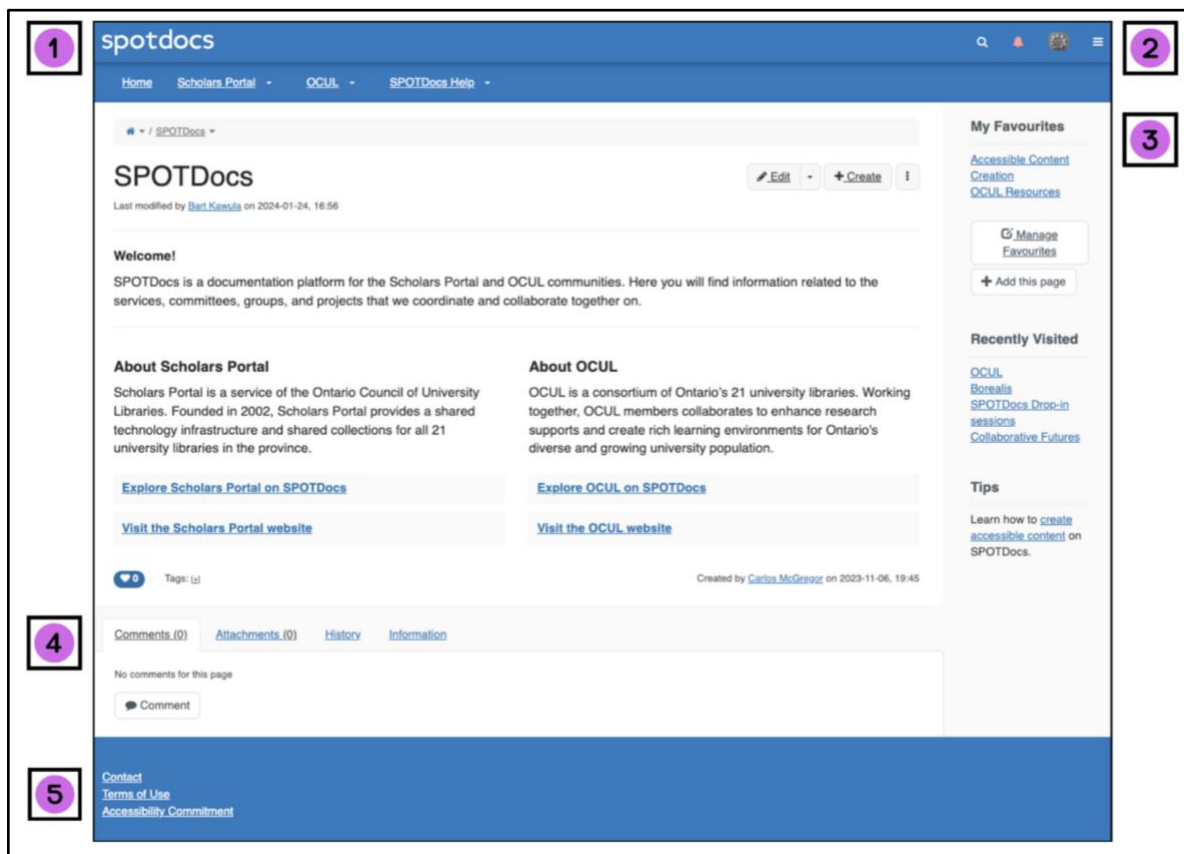 1
spotdocs
2
Home Scholars Portal OCUL SPOTDocs Help
/ SPOTDocs
SPOTDocs
Edit + Create
Last modified by Bart Kawula on 2024-01-24, 16:56
Welcome!
SPOTDocs is a documentation platform for the Scholars Portal and OCUL communities. Here you will find information related to the
services, committees, groups, and projects that we coordinate and collaborate together on.
About Scholars Portal
Scholars Portal is a service of the Ontario Council of University
Libraries. Founded in 2002, Scholars Portal provides a shared
technology infrastructure and shared collections for all 21
university libraries in the province.
Explore Scholars Portal on SPOTDocs
Visit the Scholars Portal website
About OCUL
OCUL is a consortium of Ontario's 21 university libraries. Working
together, OCUL members collaborates to enhance research
supports and create rich learning environments for Ontario's
diverse and growing university population.
Explore OCUL on SPOTDocs
Visit the OCUL website
0 Tags: [+]
Created by Carlos McGregor on 2023-11-06, 19:45
3
My Favourites
Accessible Content
Creation
OCUL Resources
Manage
Favourites
+ Add this page
Recently Visited
OCUL
Borealis
SPOTDocs Drop-in
sessions
Collaborative Futures
Tips
Learn how to create
accessible content on
SPOTDocs.
4
Comments (0) Attachments (0) History Information
No comments for this page
Comment
5
Contact
Terms of Use
Accessibility Commitment